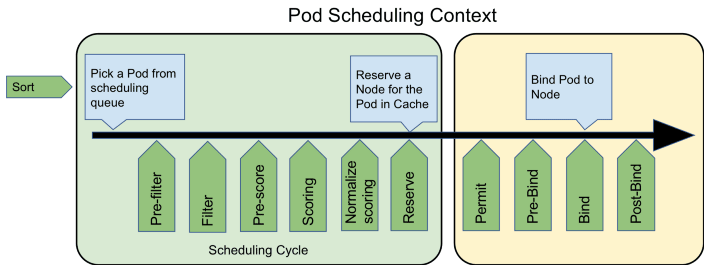 Pod Scheduling Context
Sort
Pick a Pod from
scheduling
queue
Reserve a
Node for the
Pod in Cache
Bind Pod to
Node
Pre-filter
Filter
Pre-score
Scoring
Normalize
scoring
Reserve
Permit
Pre-Bind
Bind
Post-Bind
Scheduling Cycle